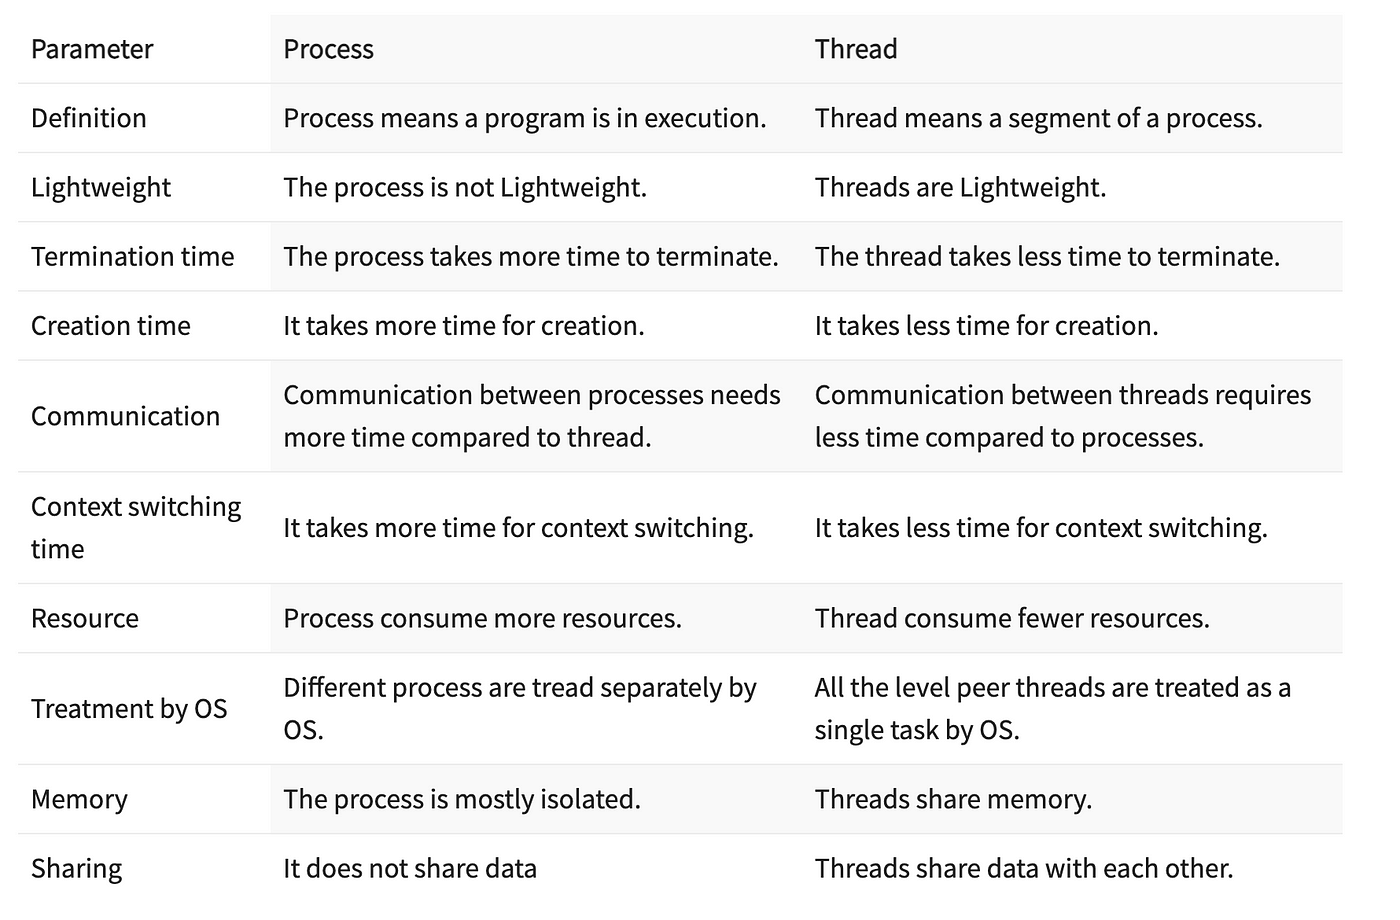 Parameter Process Thread
Definition Process means a program is in execution. Thread means a segment of a process.
Lightweight The process is not Lightweight. Threads are Lightweight.
Termination time The process takes more time to terminate. The thread takes less time to terminate.
Creation time It takes more time for creation. It takes less time for creation.
Communication
Communication between processes needs
more time compared to thread.
Communication between threads requires
less time compared to processes.
Context switching
time
It takes more time for context switching. It takes less time for context switching.
Resource Process consume more resources. Thread consume fewer resources.
Treatment by OS
Different process are tread separately by
OS.
All the level peer threads are treated as a
single task by OS.
Memory The process is mostly isolated. Threads share memory.
Sharing It does not share data Threads share data with each other.